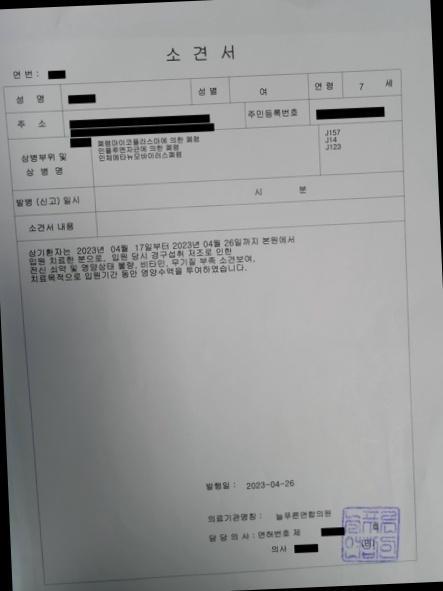 소 견 서
연번 :
성 명
성 별
여
연 령
7 세
주 소
주민등록번호
상병부위 및
상 병 명
폐렴마이코플라스마에 의한 폐렴
인플루엔자균에 의한 폐렴
인체메타뉴모바이러스폐렴
J157
J14
J123
발병 (신고) 일시
시 분
소견서 내용
상기환자는 2023년 04월 17일부터 2023년 04월 26일까지 본원에서
입원 치료한 분으로, 입원 당시 경구섭취 저조로 인한
전신 쇠약 및 영양상태 불량, 비타민, 무기질 부족 소견보여,
치료목적으로 입원기간 동안 영양수액을 투여하였습니다.
발행일 : 2023-04-26
의료기관명칭 : 늘푸른연합의원
담 당 의 사 : 면허번호 제
의사